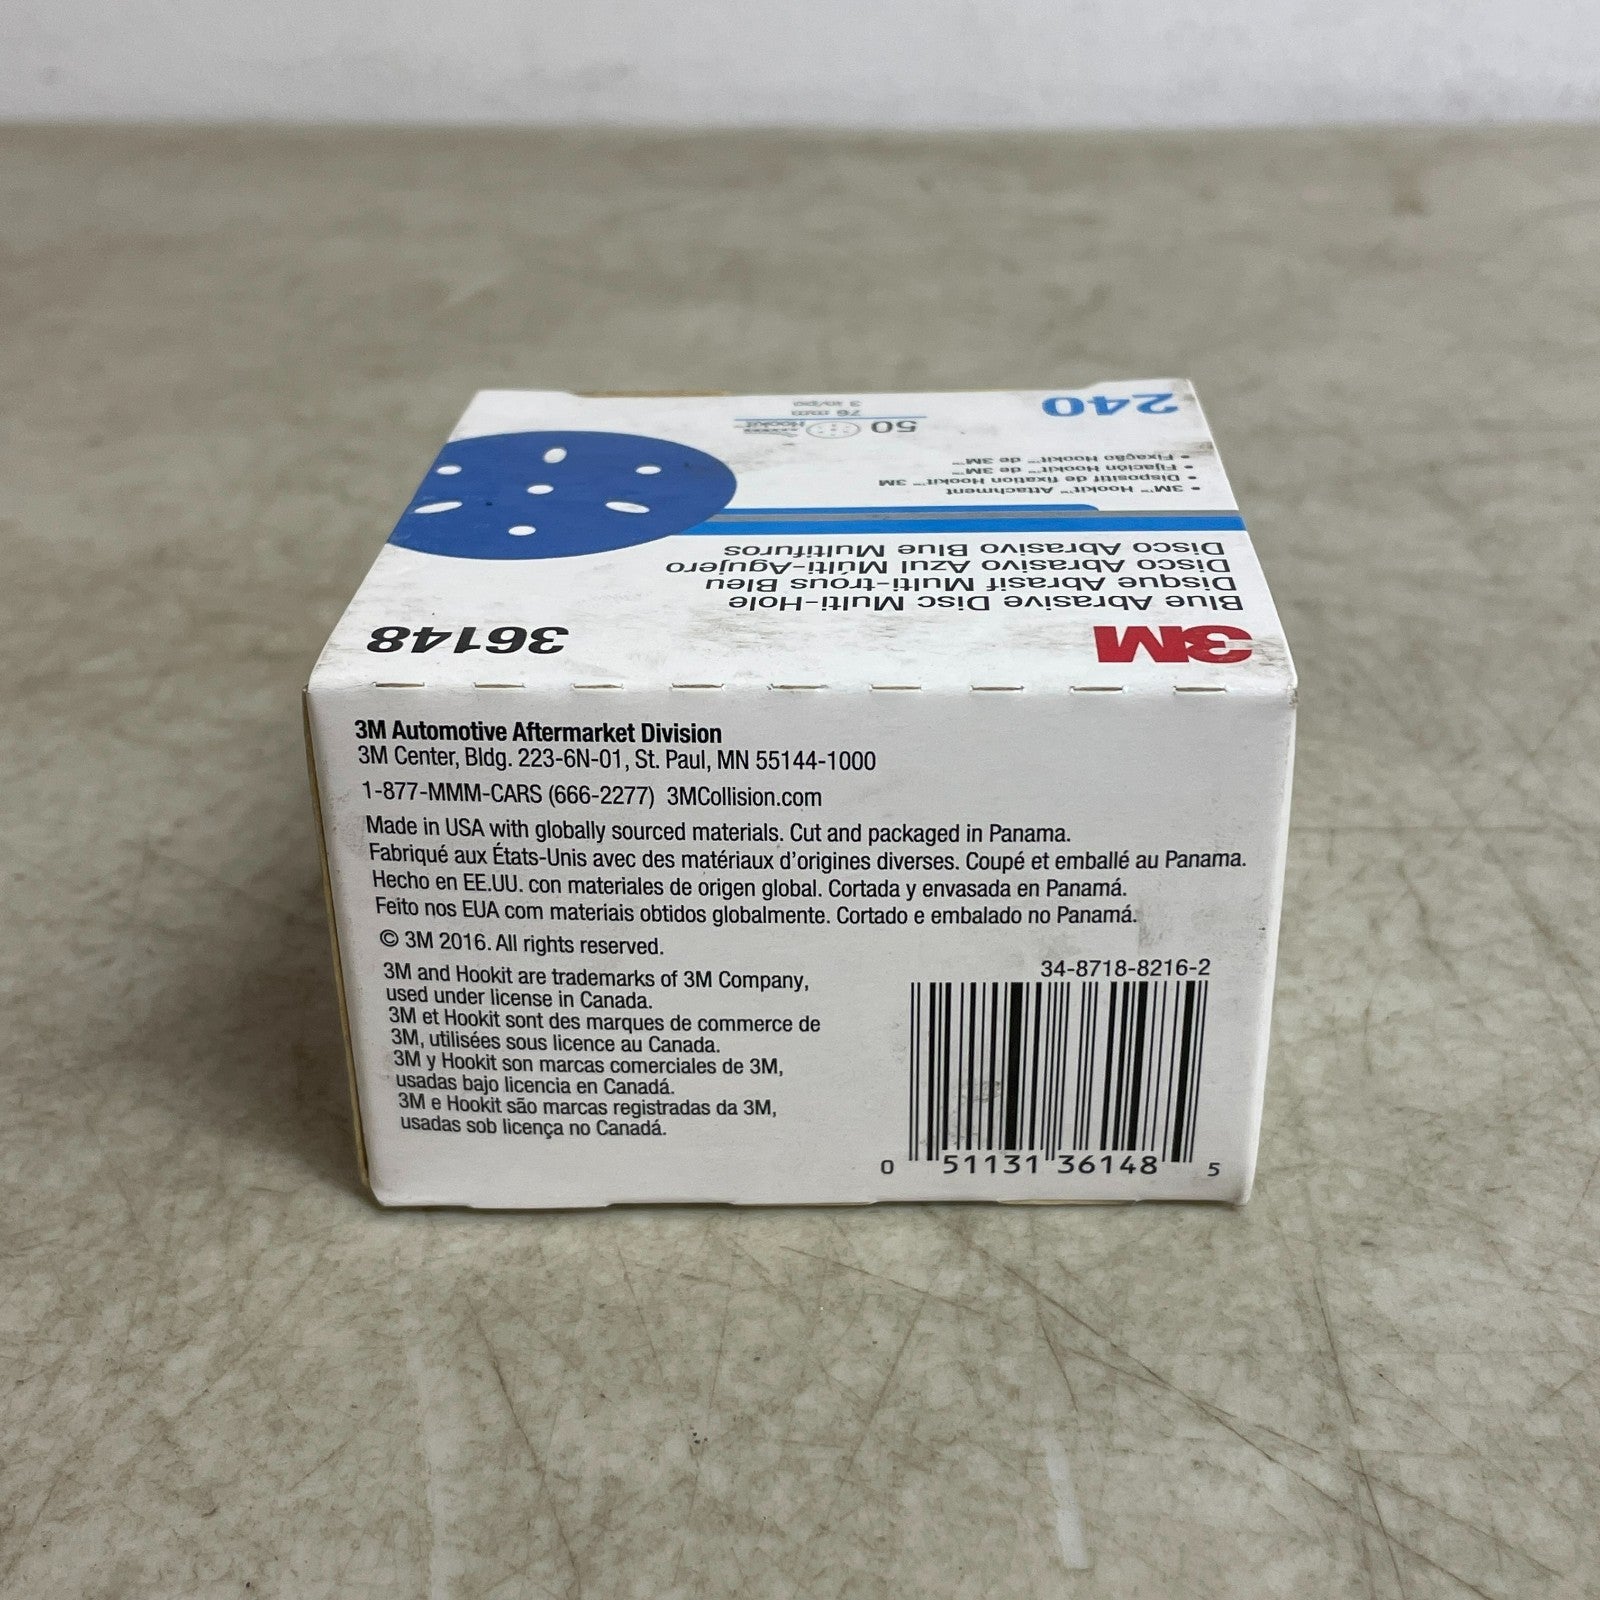 3M
36148
Blue Abrasive Disc Multi-Hole
Disque Abrasif Multi-trous Bleu
Disco Abrasivo Azul Múlti-Agujero
Disco Abrasivo Blue Multifuros
• 3M™ Hookit™ Attachment
• Dispositif de fixation Hookit™ 3M
• Fijación Hookit™ de 3M™
• Fixação Hookit™ de 3M™
50
Hookit™
76 mm
3 in/po
240
3M Automotive Aftermarket Division
3M Center, Bldg. 223-6N-01, St. Paul, MN 55144-1000
1-877-MMM-CARS (666-2277) 3MCollision.com
Made in USA with globally sourced materials. Cut and packaged in Panama.
Fabriqué aux États-Unis avec des matériaux d'origines diverses. Coupé et emballé au Panama.
Hecho en EE.UU. con materiales de origen global. Cortada y envasada en Panamá.
Feito nos EUA com materiais obtidos globalmente. Cortado e embalado no Panamá.
© 3M 2016. All rights reserved.
3M and Hookit are trademarks of 3M Company,
used under license in Canada.
3M et Hookit sont des marques de commerce de
3M, utilisées sous licence au Canada.
3M y Hookit son marcas comerciales de 3M,
usadas bajo licencia en Canadá.
3M e Hookit são marcas registradas da 3M,
usadas sob licença no Canadá.
34-8718-8216-2
0 51131 36148 5